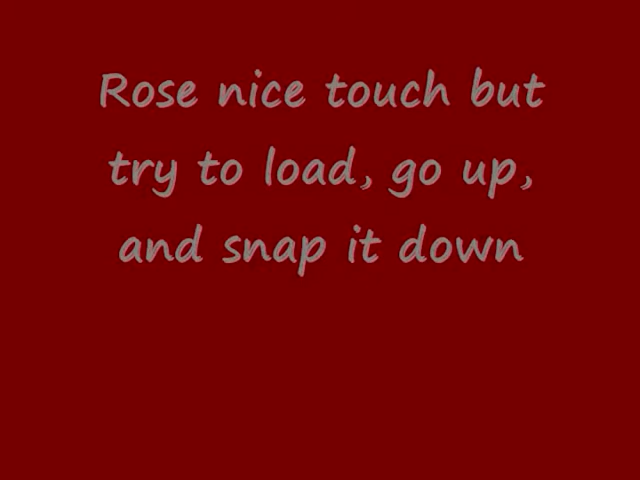 Rose nice touch but
try to load, go up,
and snap it down